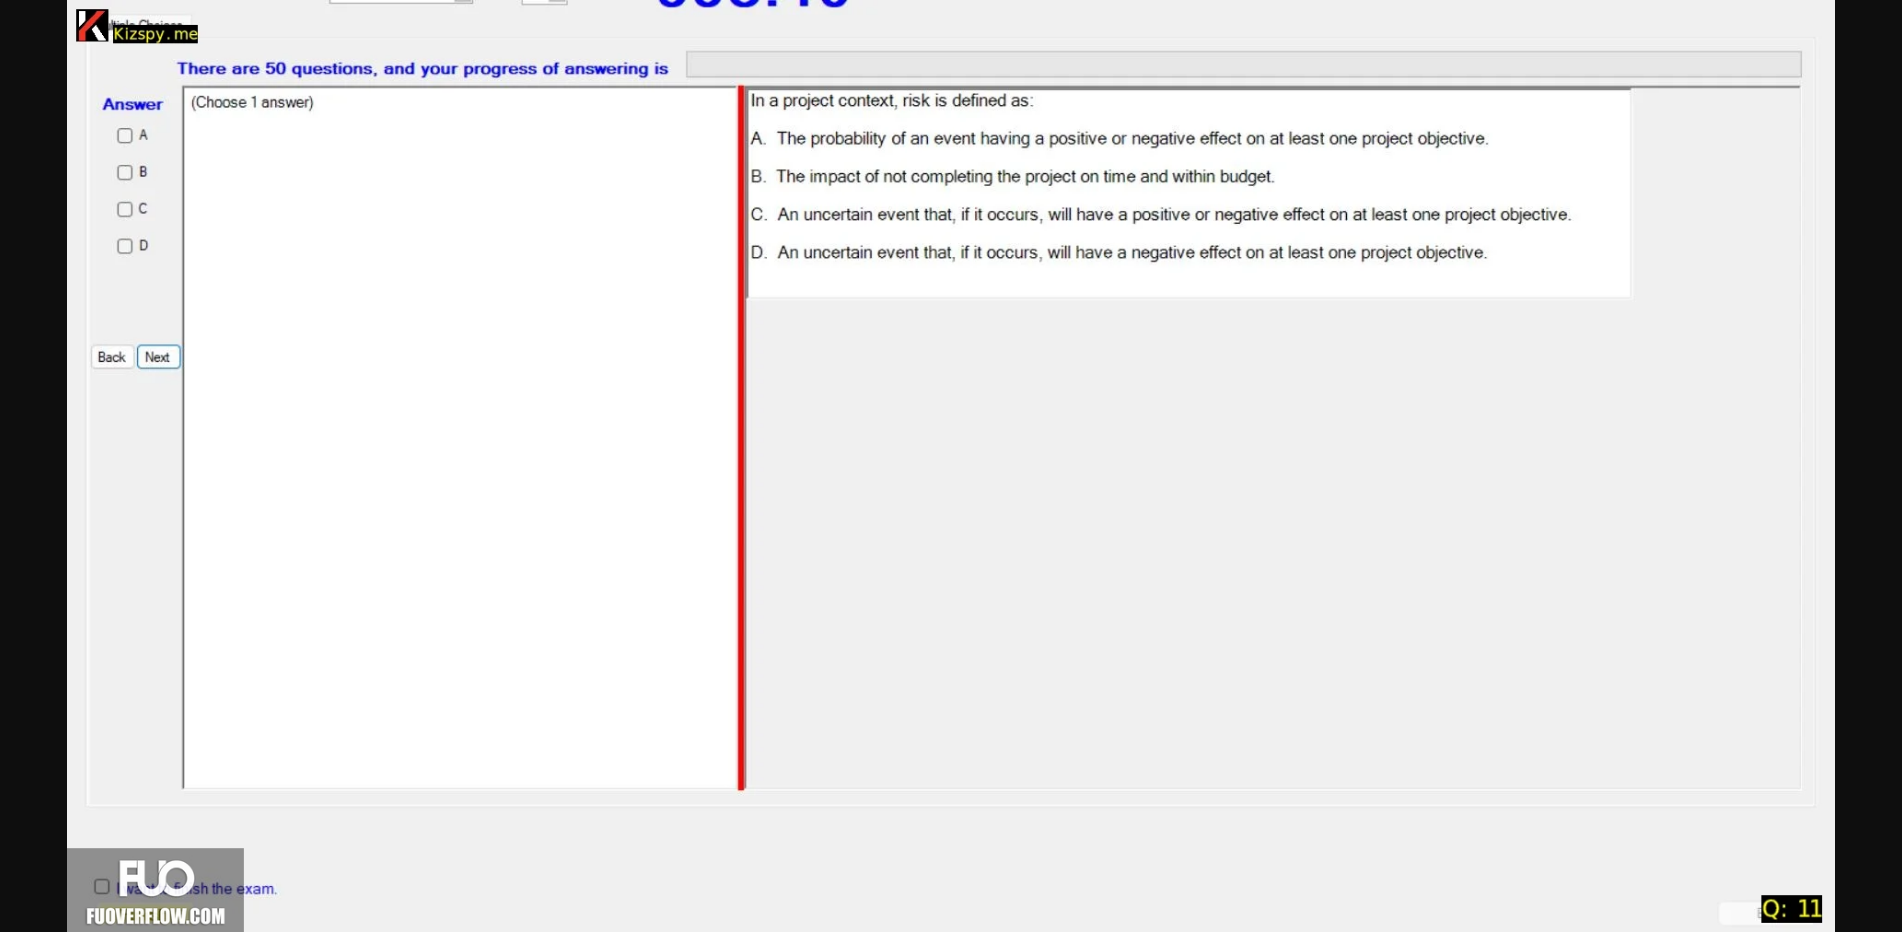 Kizspy.me
There are 50 questions, and your progress of answering is
Answer
(Choose 1 answer)
A
B
C
D
Back
Next
In a project context, risk is defined as:
A. The probability of an event having a positive or negative effect on at least one project objective.
B. The impact of not completing the project on time and within budget.
C. An uncertain event that, if it occurs, will have a positive or negative effect on at least one project objective.
D. An uncertain event that, if it occurs, will have a negative effect on at least one project objective.
FUO
the exam.
FUOVERFLOW.COM
Q: 11